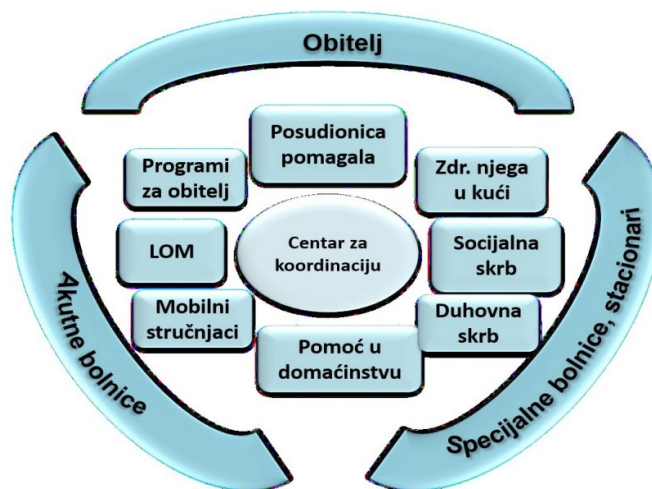 Obitelj
Posudionica
pomagala
Programi
za obitelj
Zdr. njega
u kući
Centar za
koordinaciju
LOM
Socijalna
skrb
Mobilni
stručnjaci
Duhovna
skrb
Pomoć u
domaćinstvu
Akutne bolnice
Specijalne bolnice, stacionari